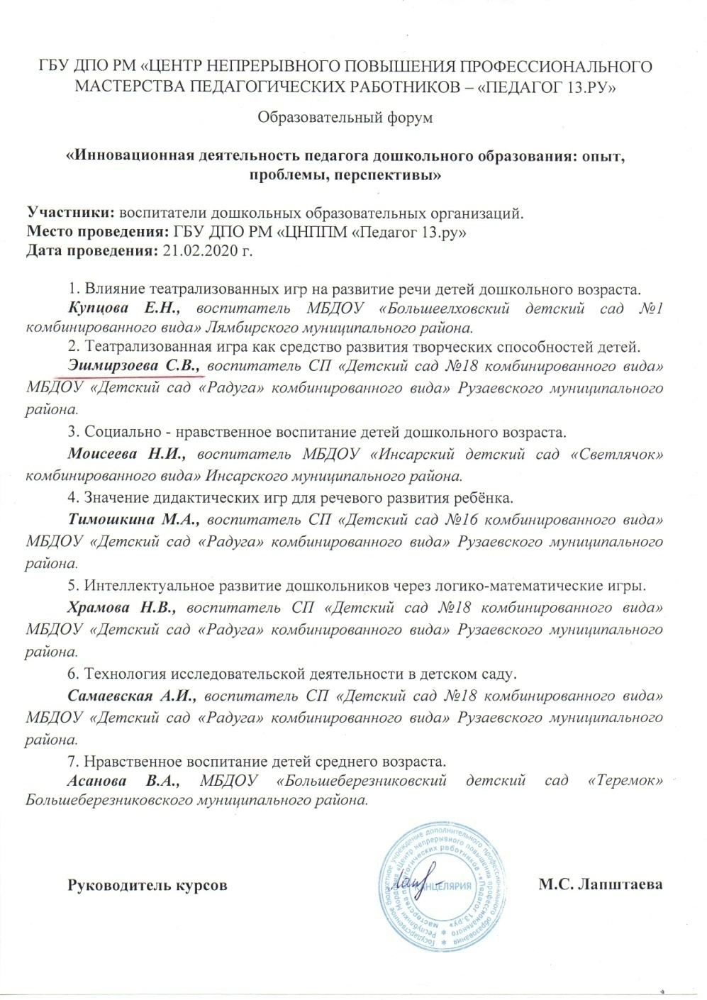 ГБУ ДПО РМ «ЦЕНТР НЕПРЕРЫВНОГО ПОВЫШЕНИЯ ПРОФЕССИОНАЛЬНОГО
МАСТЕРСТВА ПЕДАГОГИЧЕСКИХ РАБОТНИКОВ – «ПЕДАГОГ 13.РУ»
Образовательный форум
«Инновационная деятельность педагога дошкольного образования: опыт,
проблемы, перспективы»
Участники: воспитатели дошкольных образовательных организаций.
Место проведения: ГБУ ДПО РМ «ЦНППМ «Педагог 13.ру»
Дата проведения: 21.02.2020 г.
1. Влияние театрализованных игр на развитие речи детей дошкольного возраста.
Купцова Е.Н., воспитатель МБДОУ «Большеелховский детский сад №1
комбинированного вида» Лямбирского муниципального района.
2. Театрализованная игра как средство развития творческих способностей детей.
Эшмирзоева С.В., воспитатель СП «Детский сад №18 комбинированного вида»
МБДОУ «Детский сад «Радуга» комбинированного вида» Рузаевского муниципального
района.
3. Социально - нравственное воспитание детей дошкольного возраста.
Моисеева Н.И., воспитатель МБДОУ «Инсарский детский сад «Светлячок»
комбинированного вида» Инсарского муниципального района.
4. Значение дидактических игр для речевого развития ребёнка.
Тимошкина М.А., воспитатель СП «Детский сад №16 комбинированного вида»
МБДОУ «Детский сад «Радуга» комбинированного вида» Рузаевского муниципального
района.
5. Интеллектуальное развитие дошкольников через логико-математические игры.
Храмова Н.В., воспитатель СП «Детский сад №18 комбинированного вида»
МБДОУ «Детский сад «Радуга» комбинированного вида» Рузаевского муниципального
района.
6. Технология исследовательской деятельности в детском саду.
Самаевская А.И., воспитатель СП «Детский сад №18 комбинированного вида»
МБДОУ «Детский сад «Радуга» комбинированного вида» Рузаевского муниципального
района.
7. Нравственное воспитание детей среднего возраста.
Асанова В.А., МБДОУ «Большеберезниковский детский сад «Теремок»
Большеберезниковского муниципального района.
Государственное бюджетное учреждение дополнительного профессионального образования
Республики Мордовия «Центр непрерывного повышения профессионального
мастерства педагогических работников - «Педагог 13.ру»
КАНЦЕЛЯРИЯ
Руководитель курсов М.С. Лапштаева